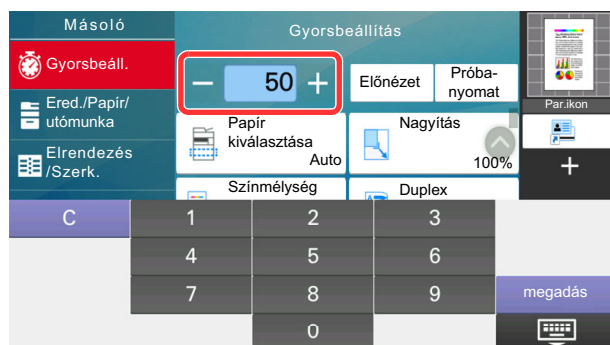 Másoló
Gyorsbeállítás
Gyorsbeáll.
Ered./Papír/
utómunka
Elrendezés
/Szerk.
− 50 +
Előnézet
Próba-
nyomat
Papír
kiválasztása
Auto
Nagyítás
100%
Színmélység
Duplex
Par.ikon
+
C
1 2 3
4 5 6
7 8 9
0
megadás